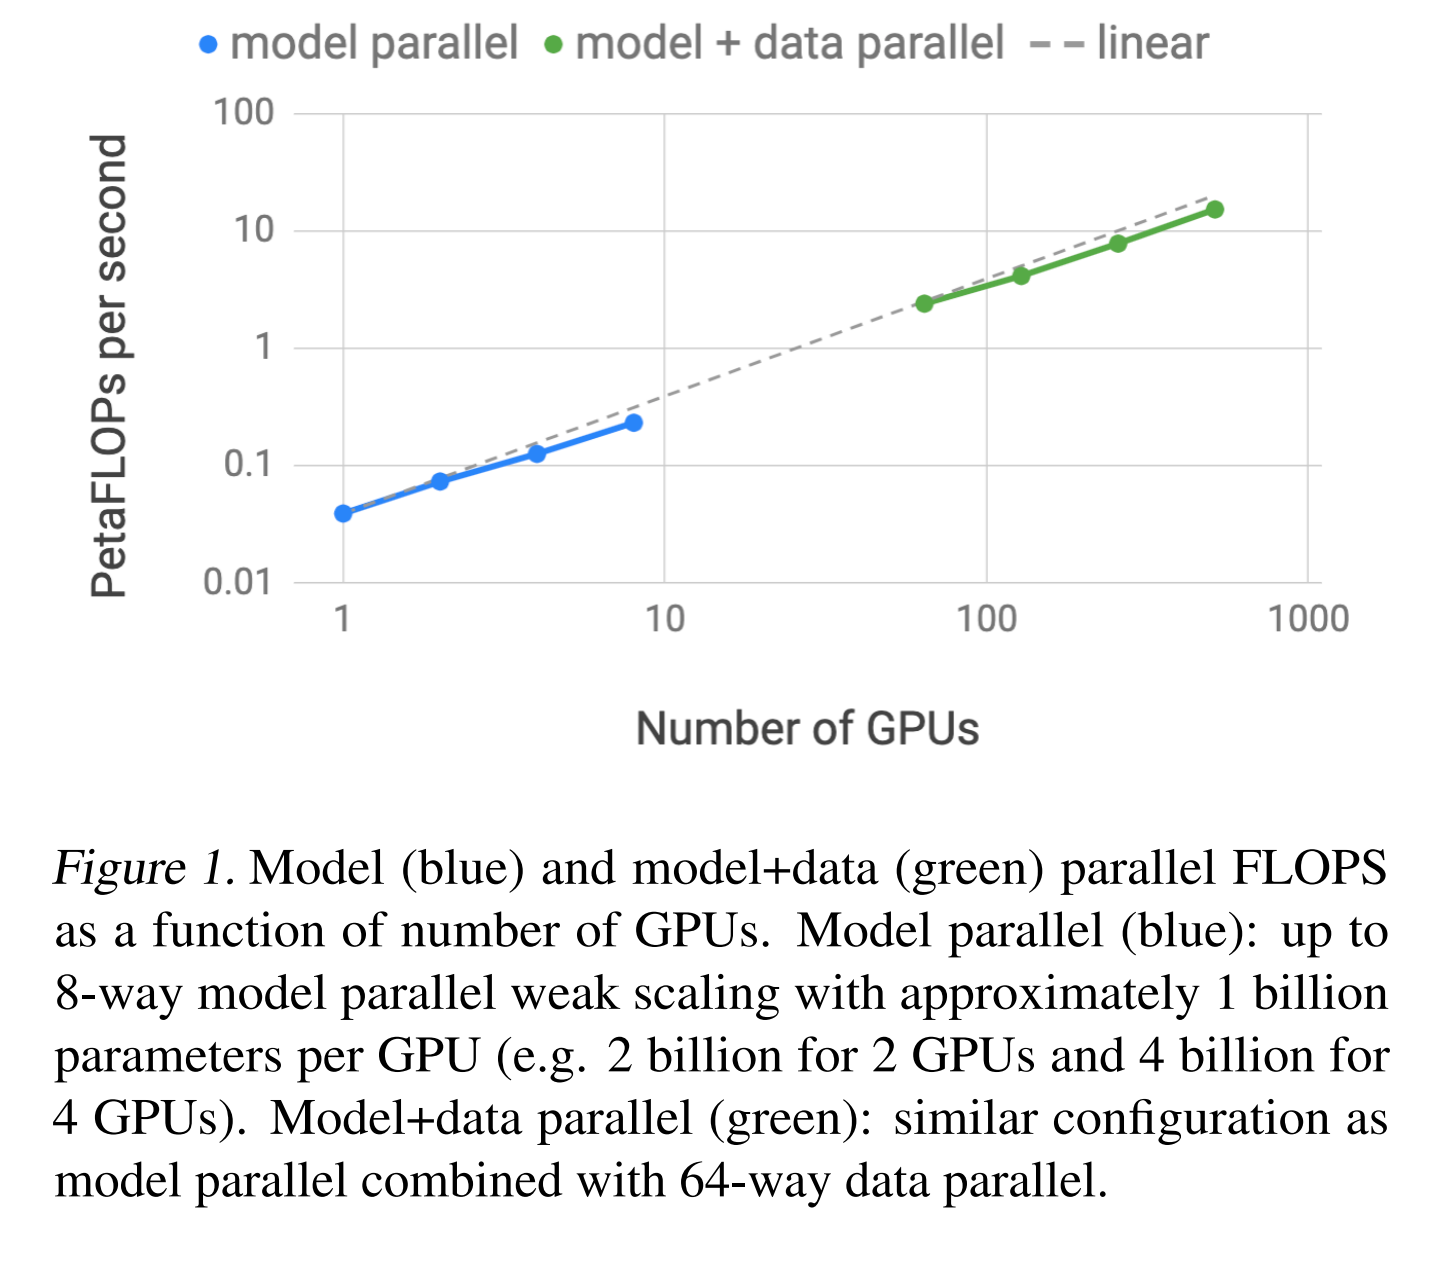 model parallel model + data parallel linear
100
10
1
0.1
0.01
PetaFLOPs per second
1 10 100 1000
Number of GPUs
Figure 1. Model (blue) and model+data (green) parallel FLOPS
as a function of number of GPUs. Model parallel (blue): up to
8-way model parallel weak scaling with approximately 1 billion
parameters per GPU (e.g. 2 billion for 2 GPUs and 4 billion for
4 GPUs). Model+data parallel (green): similar configuration as
model parallel combined with 64-way data parallel.